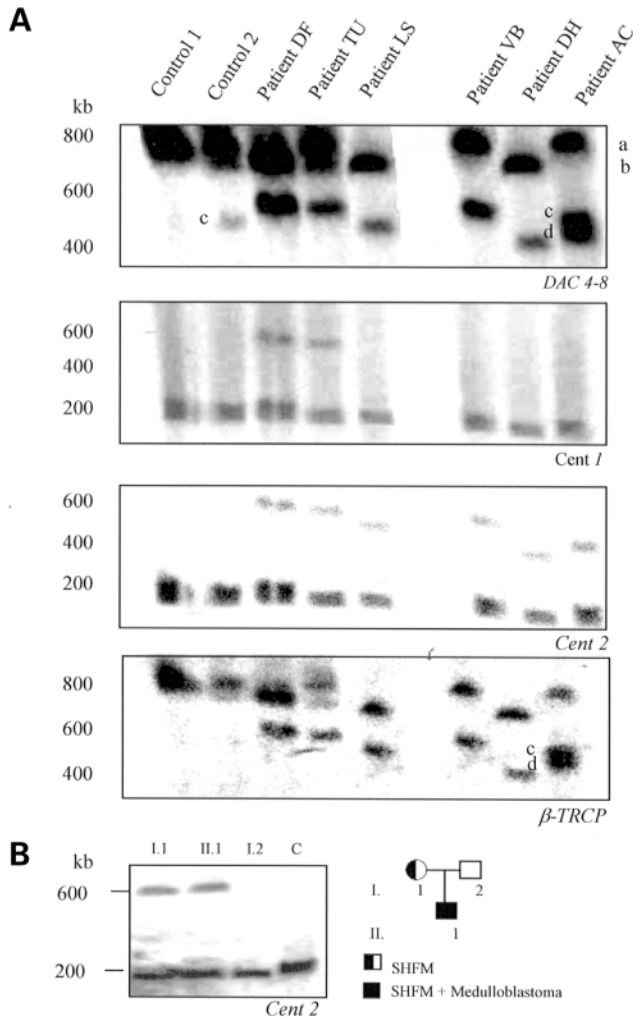 A
Control 1 Control 2 Patient DF Patient TU Patient LS Patient VB Patient DH Patient AC
kb
800 a
b
600
c c
d
400
DAC 4-8
600
400
200
Cent 1
600
400
200
Cent 2
800
600
c
d
400
β-TRCP
B
kb I.1 II.1 I.2 C
600
200
Cent 2
I. 1 2
II. 1
SHFM
SHFM + Medulloblastoma